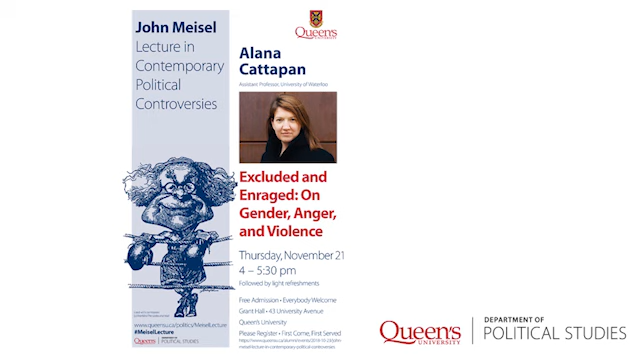 John Meisel
Lecture in
Contemporary
Political
Controversies
Queen's
UNIVERSITY
Alana
Cattapan
Assistant Professor, University of Waterloo
Excluded and
Enraged: On
Gender, Anger,
and Violence
Thursday, November 21
4 – 5:30 pm
Followed by light refreshments
Free Admission • Everybody Welcome
Grant Hall • 43 University Avenue
Queen's University
Please Register • First Come, First Served
www.queensu.ca/politics/MeiselLecture
#MeiselLecture
Queen's
DEPARTMENT OF
POLITICAL STUDIES
Queen's
UNIVERSITY
DEPARTMENT OF
POLITICAL STUDIES